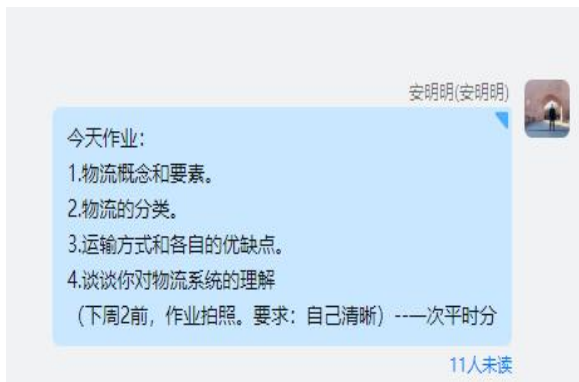 安明明(安明明)
今天作业：
1.物流概念和要素。
2.物流的分类。
3.运输方式和各自的优缺点。
4.谈谈你对物流系统的理解
（下周2前，作业拍照。要求：自己清晰）--一次平时分
11人未读